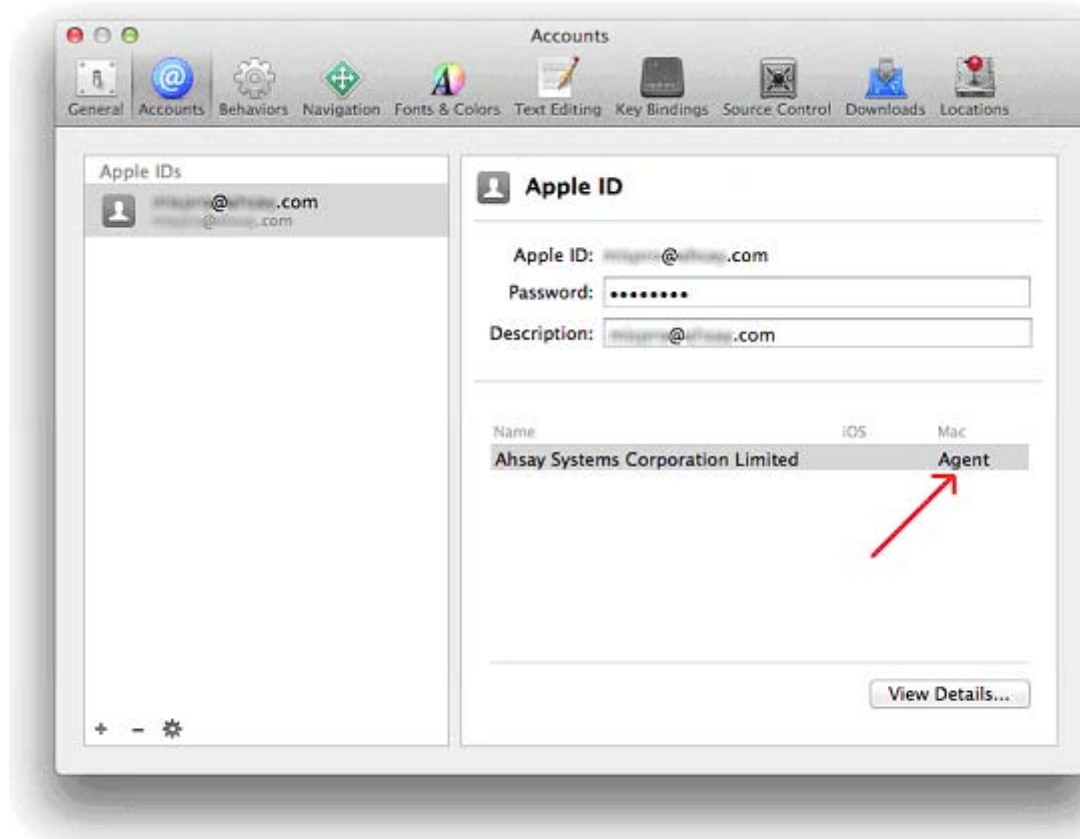 Accounts
General Accounts Behaviors Navigation Fonts & Colors Text Editing Key Bindings Source Control Downloads Locations
Apple IDs
@ .com
@ .com
Apple ID
Apple ID: @ .com
Password: ••••••••
Description: @ .com
Name iOS Mac
Ahsay Systems Corporation Limited Agent
View Details...